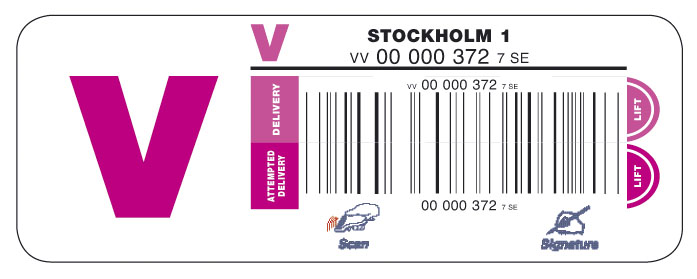 V
V
STOCKHOLM 1
VV 00 000 372 7 SE
DELIVERY
VV 00 000 372 7 SE
LIFT
ATTEMPTED
DELIVERY
LIFT
00 000 372 7 SE
Scan
Signature